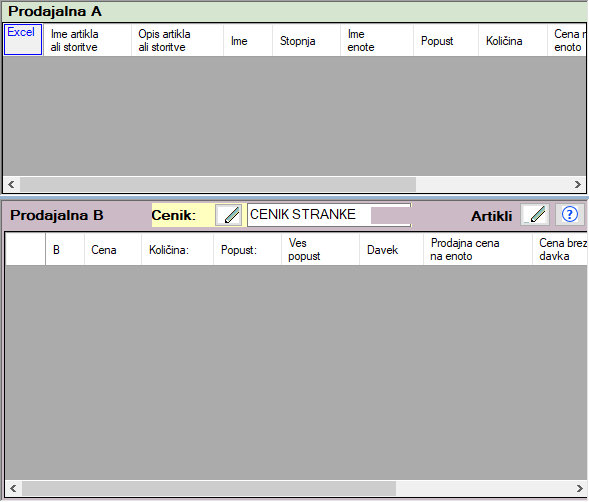 Prodajalna A
Excel Ime artikla ali storitve Opis artikla ali storitve Ime Stopnja Ime enote Popust Količina Cena enoto
Prodajalna B Cenik: CENIK STRANKE Artikli ?
B Cena Količina: Popust: Ves popust Davek Prodajna cena na enoto Cena brez davka